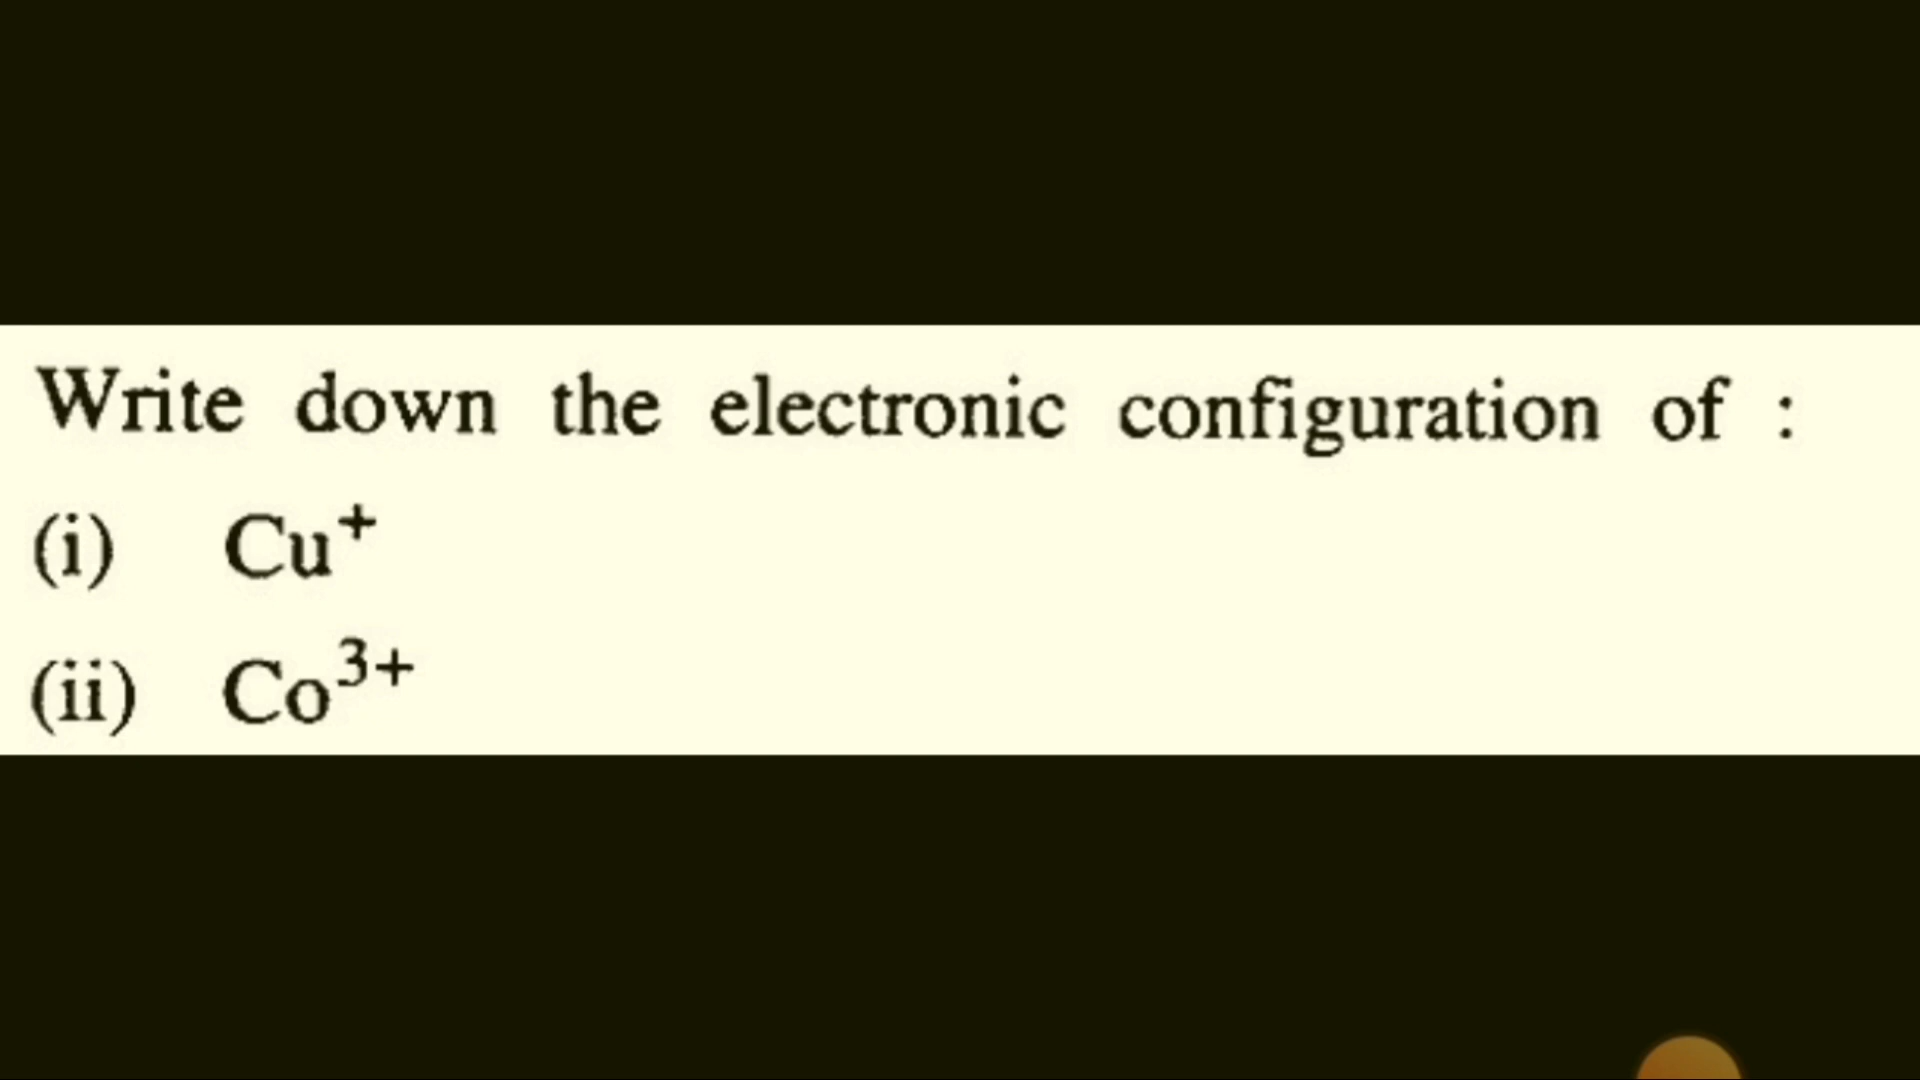 Write down the electronic configuration of :
(i) Cu⁺
(ii) Co³⁺